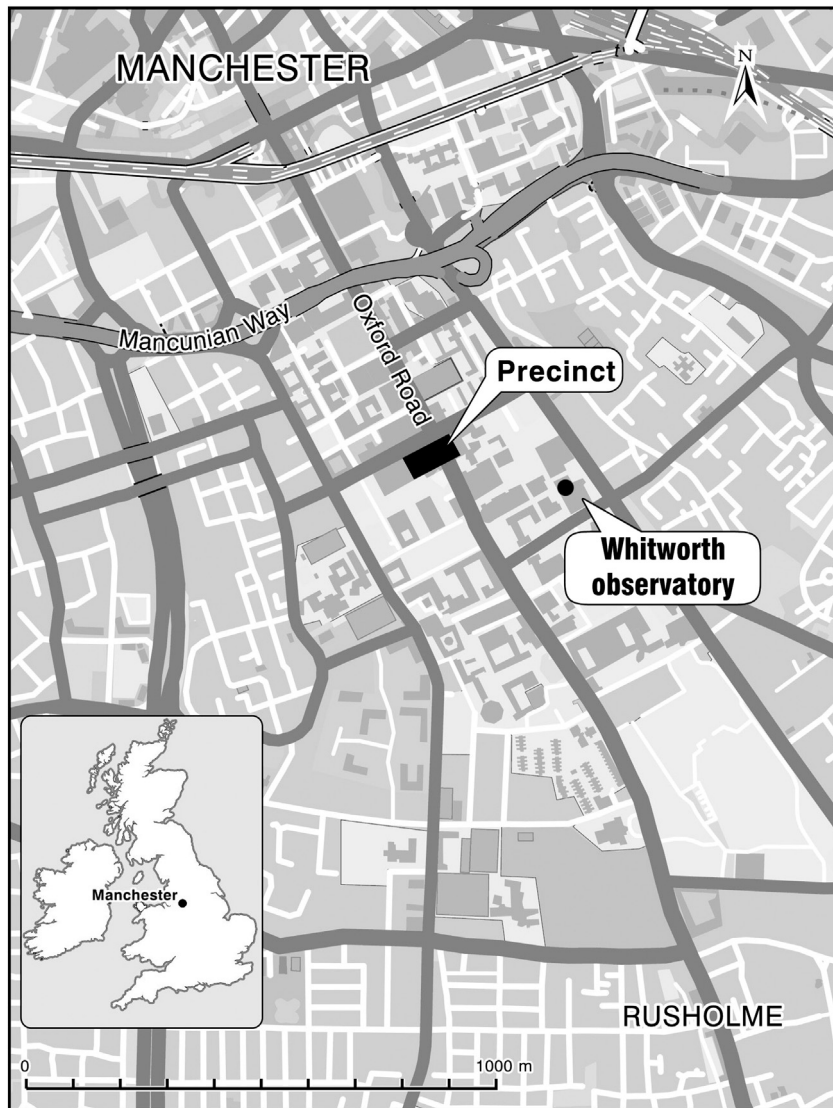 MANCHESTER
N
Mancunian Way
Oxford Road
Precinct
Whitworth
observatory
Manchester
RUSHOLME
0
1000 m